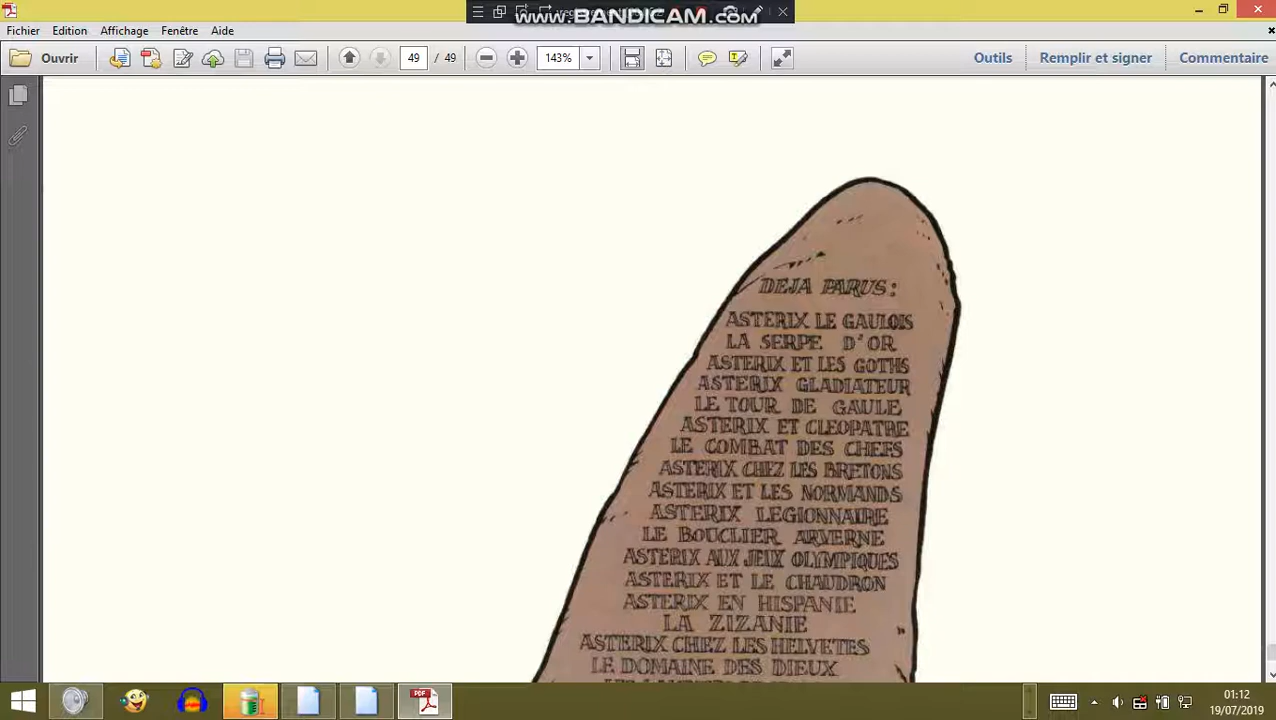 www.BANDICAM.com
Fichier Edition Affichage Fenêtre Aide
Ouvrir 49 / 49 143% Outils Remplir et signer Commentaire
DEJA PARUS:
ASTERIX LE GAULOIS
LA SERPE D'OR
ASTERIX ET LES GOTHS
ASTERIX GLADIATEUR
LE TOUR DE GAULE
ASTERIX ET CLEOPATRE
LE COMBAT DES CHEFS
ASTERIX CHEZ LES BRETONS
ASTERIX ET LES NORMANDS
ASTERIX LEGIONNAIRE
LE BOUCLIER ARVERNE
ASTERIX AUX JEUX OLYMPIQUES
ASTERIX ET LE CHAUDRON
ASTERIX EN HISPANIE
LA ZIZANIE
ASTERIX CHEZ LES HELVETES
LE DOMAINE DES DIEUX
PDF
01:12
19/07/2019